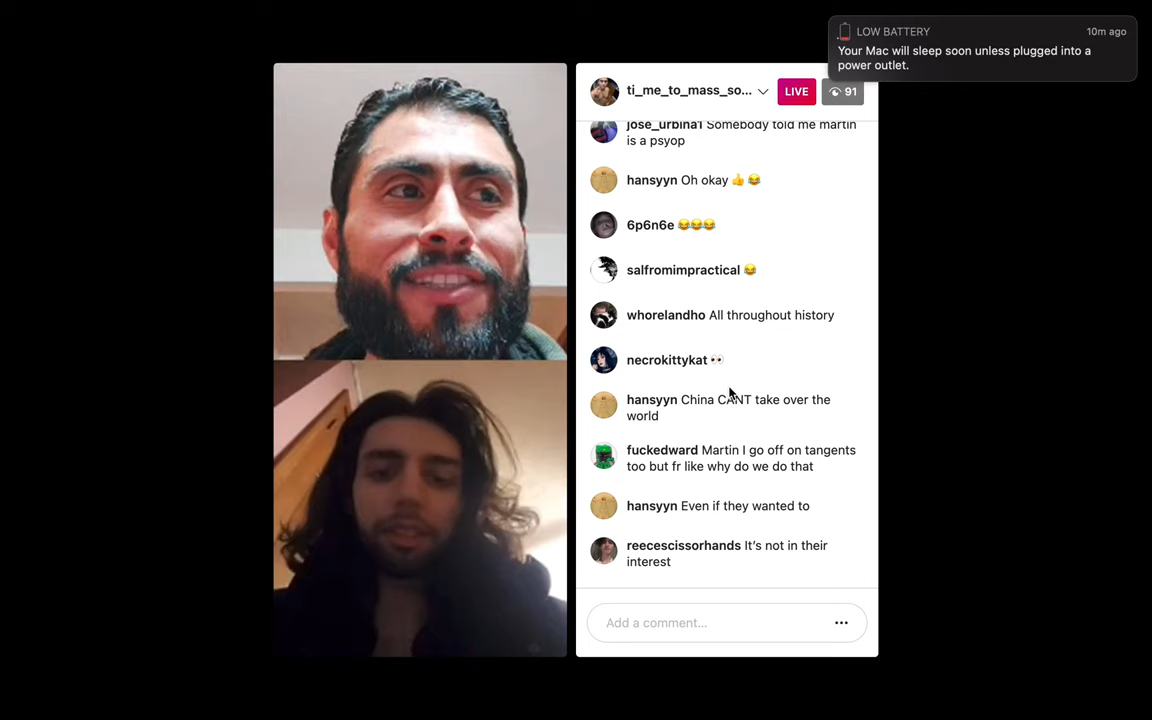 LOW BATTERY
10m ago
Your Mac will sleep soon unless plugged into a
power outlet.
ti_me_to_mass_so...
LIVE
91
jose_urbina1 Somebody told me martin
is a psyop
hansyyn Oh okay 👍😂
6p6n6e 😂😂😂
salfromimpractical 😂
whorelandho All throughout history
necrokittykat 👀
hansyyn China CANT take over the
world
fuckedward Martin I go off on tangents
too but fr like why do we do that
hansyyn Even if they wanted to
reecescissorhands It’s not in their
interest
Add a comment...